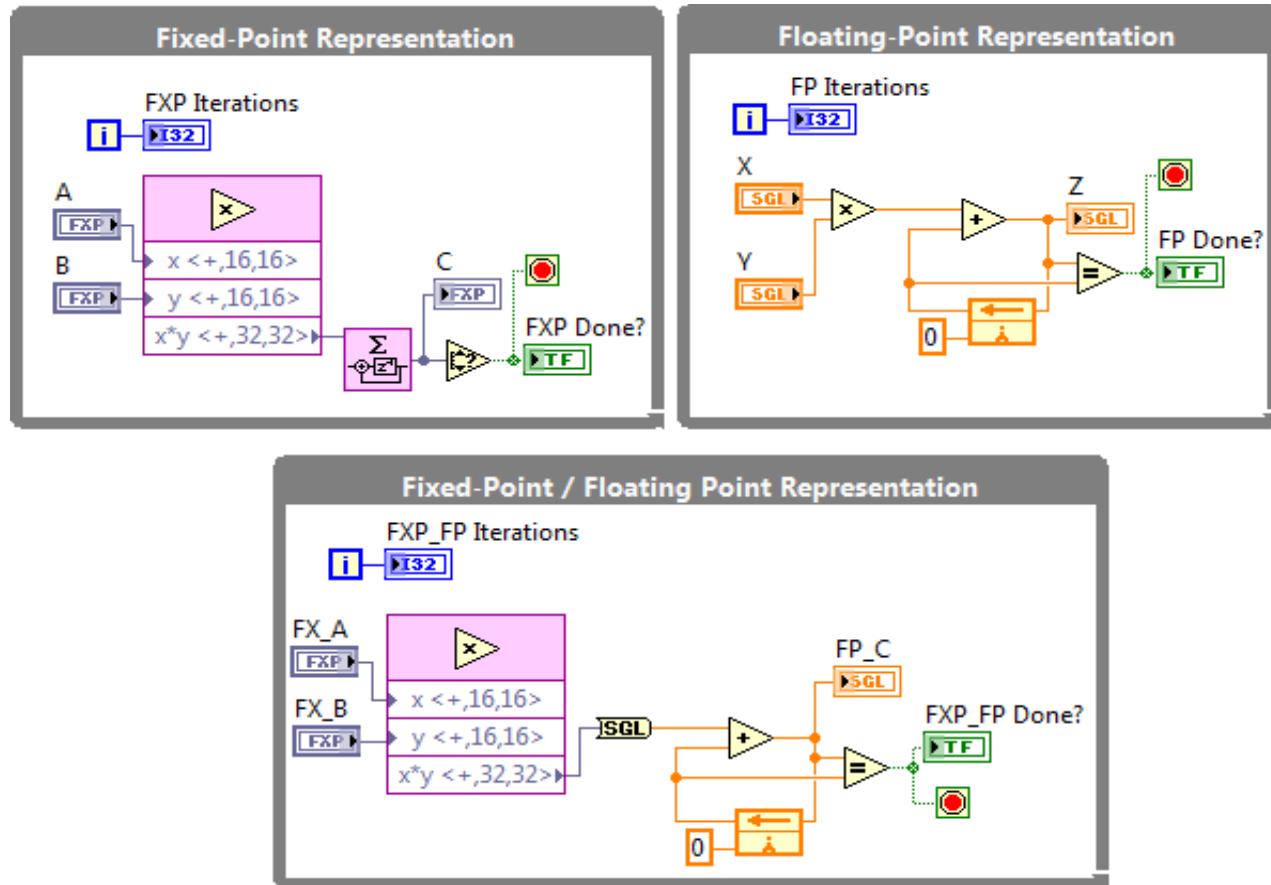 Fixed-Point Representation
FXP Iterations
i
I32
×
A
FXP
x <+,16,16>
B
FXP
y <+,16,16>
x*y <+,32,32>
Σ
z
C
FXP
?
FXP Done?
TF
Floating-Point Representation
FP Iterations
i
I32
X
SGL
×
+
Z
SGL
Y
SGL
=
FP Done?
TF
0
i
Fixed-Point / Floating Point Representation
FXP_FP Iterations
i
I32
×
FX_A
FXP
x <+,16,16>
FX_B
FXP
y <+,16,16>
x*y <+,32,32>
SGL
+
FP_C
SGL
=
FXP_FP Done?
TF
0
i